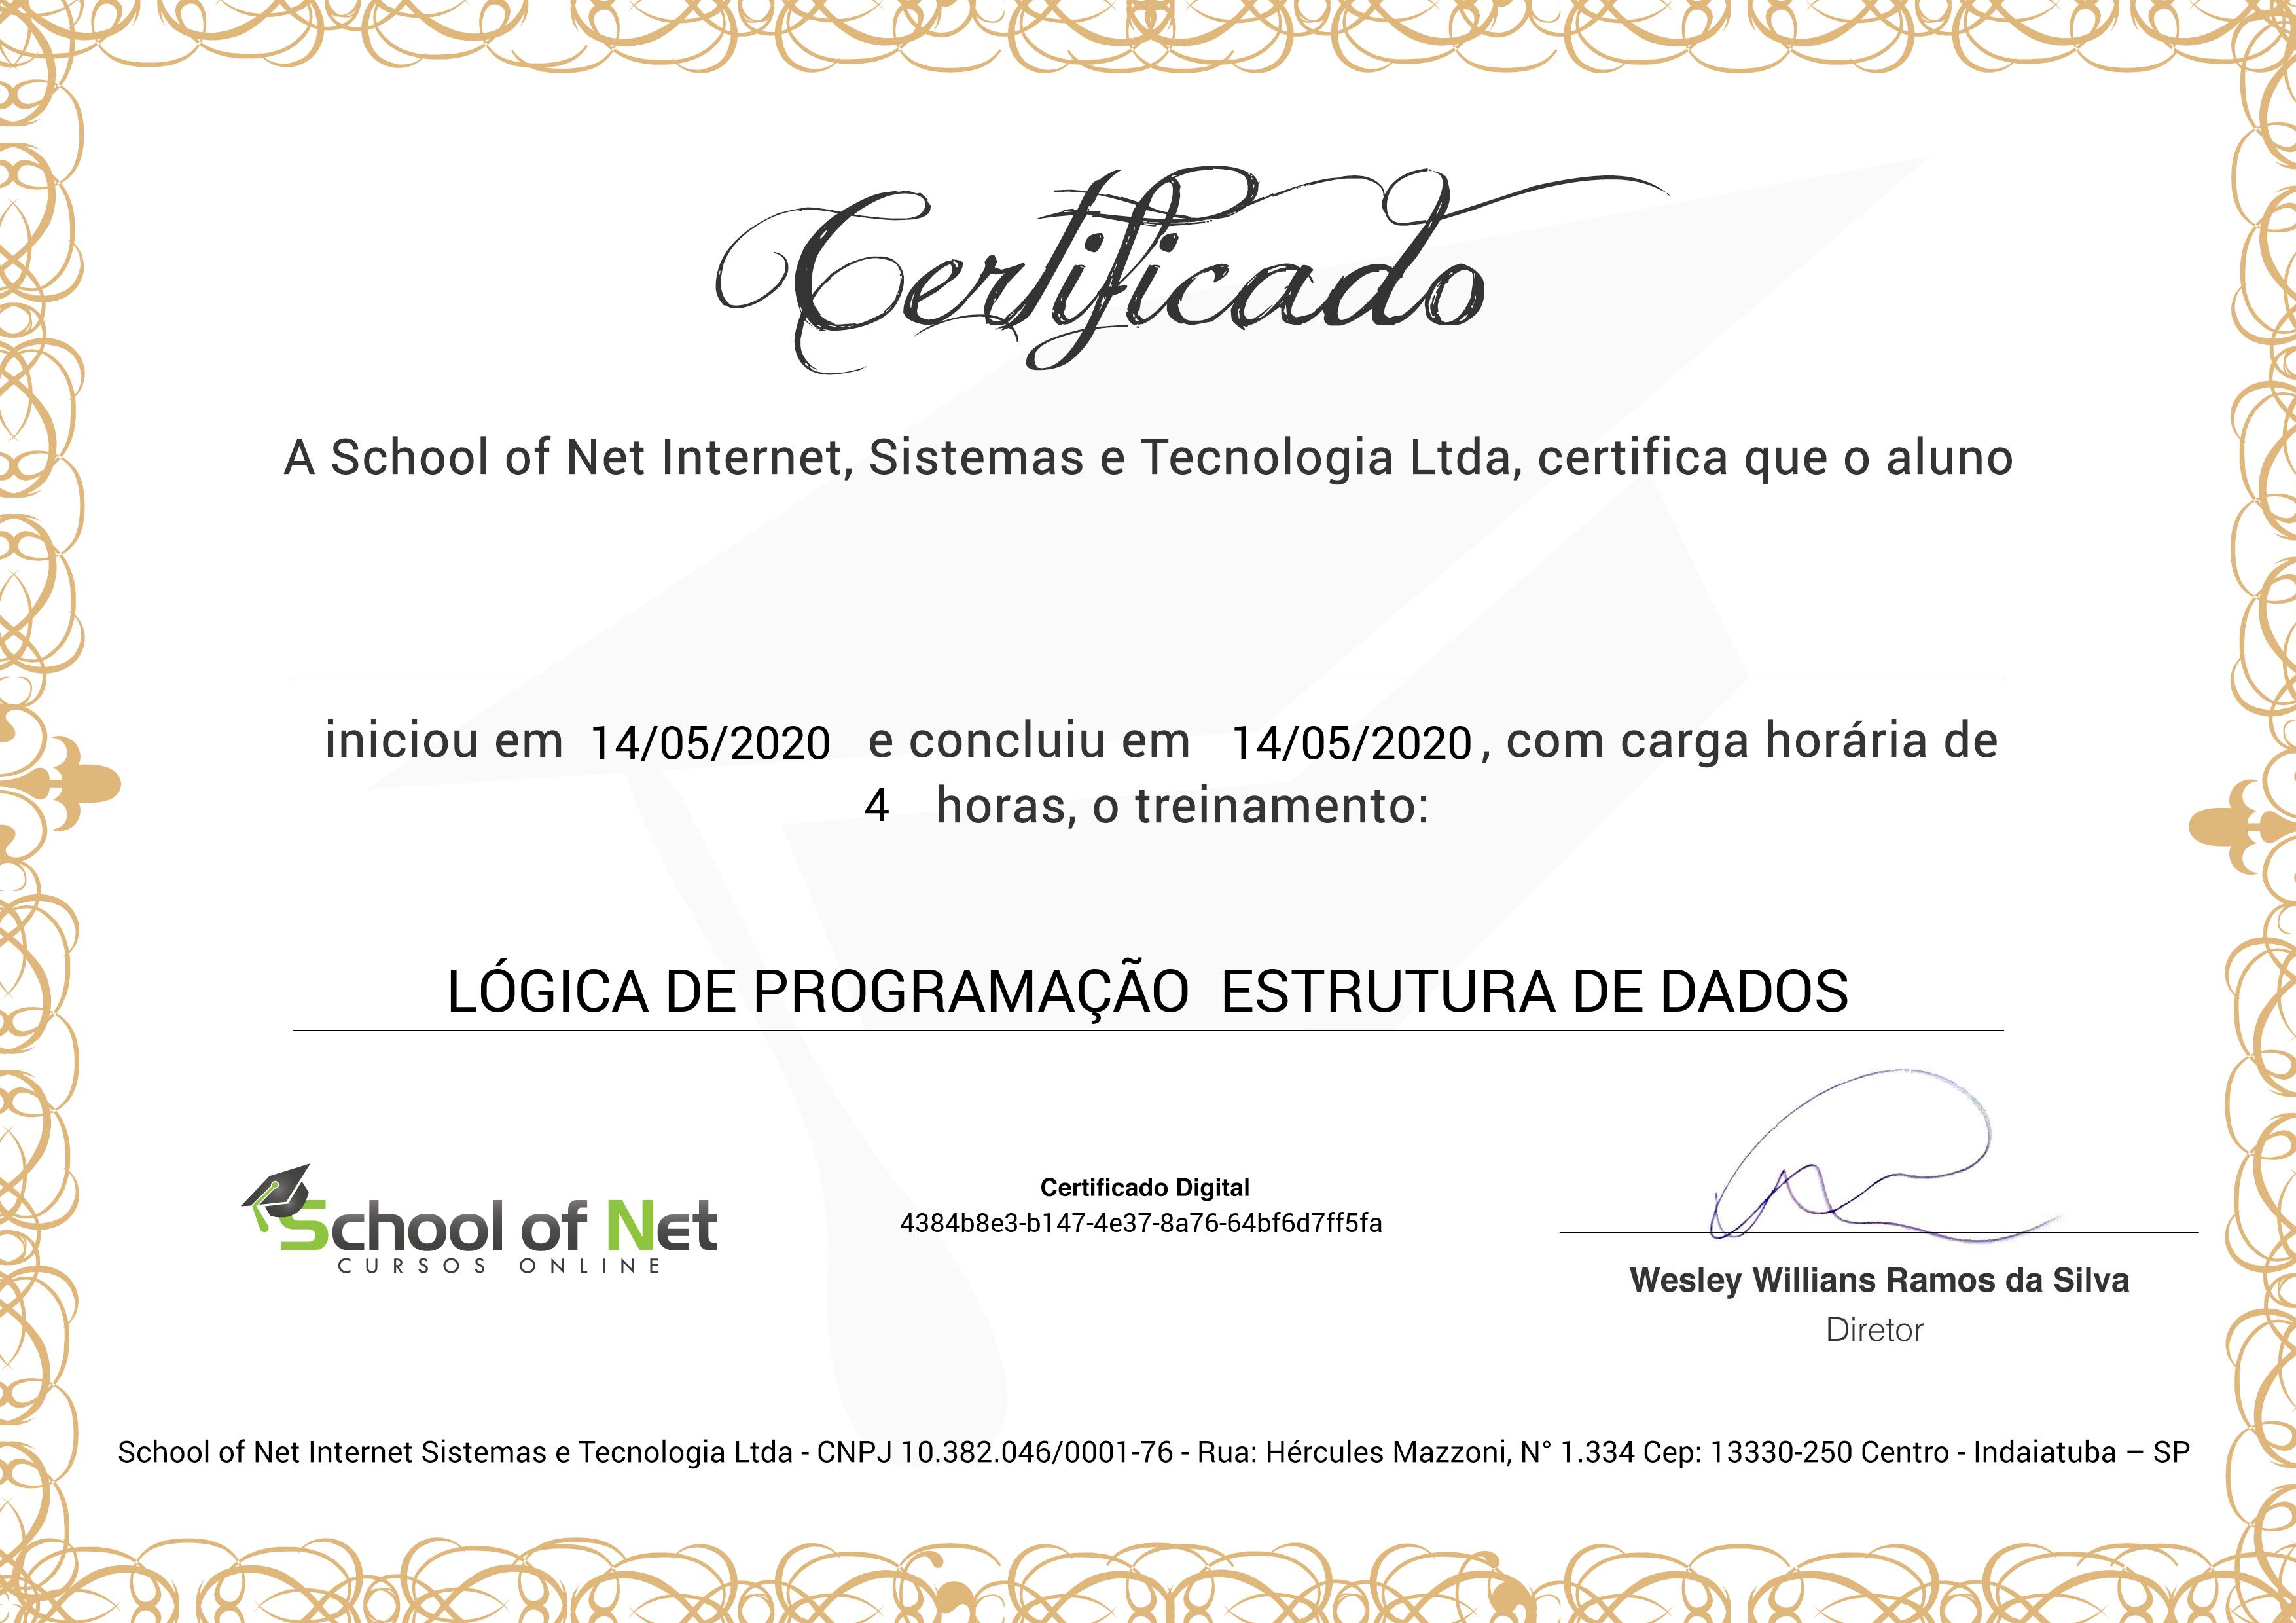 Certificado
A School of Net Internet, Sistemas e Tecnologia Ltda, certifica que o aluno
iniciou em 14/05/2020 e concluiu em 14/05/2020, com carga horária de
4 horas, o treinamento:
LÓGICA DE PROGRAMAÇÃO ESTRUTURA DE DADOS
School of Net
CURSOS ONLINE
Certificado Digital
4384b8e3-b147-4e37-8a76-64bf6d7ff5fa
Wesley Willians Ramos da Silva
Diretor
School of Net Internet Sistemas e Tecnologia Ltda - CNPJ 10.382.046/0001-76 - Rua: Hércules Mazzoni, N° 1.334 Cep: 13330-250 Centro - Indaiatuba – SP